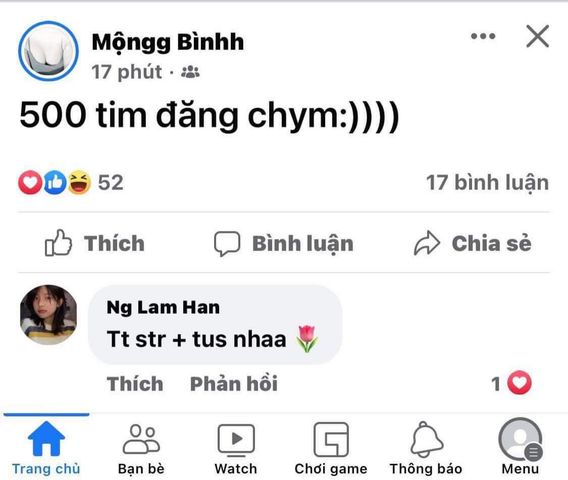 Mộngg Bìnhh
17 phút ·
500 tim đăng chym:))))
52
17 bình luận
Thích
Bình luận
Chia sẻ
Ng Lam Han
Tt str + tus nhaa 🌷
Thích
Phản hồi
1
Trang chủ
Bạn bè
Watch
Chơi game
Thông báo
Menu